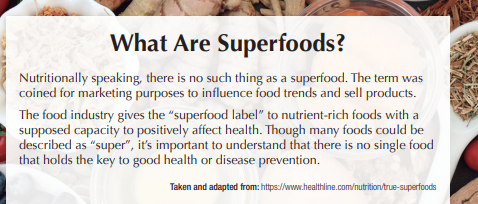 What Are Superfoods?
Nutritionally speaking, there is no such thing as a superfood. The term was
coined for marketing purposes to influence food trends and sell products.
The food industry gives the “superfood label” to nutrient-rich foods with a
supposed capacity to positively affect health. Though many foods could be
described as “super”, it’s important to understand that there is no single food
that holds the key to good health or disease prevention.
Taken and adapted from: https://www.healthline.com/nutrition/true-superfoods